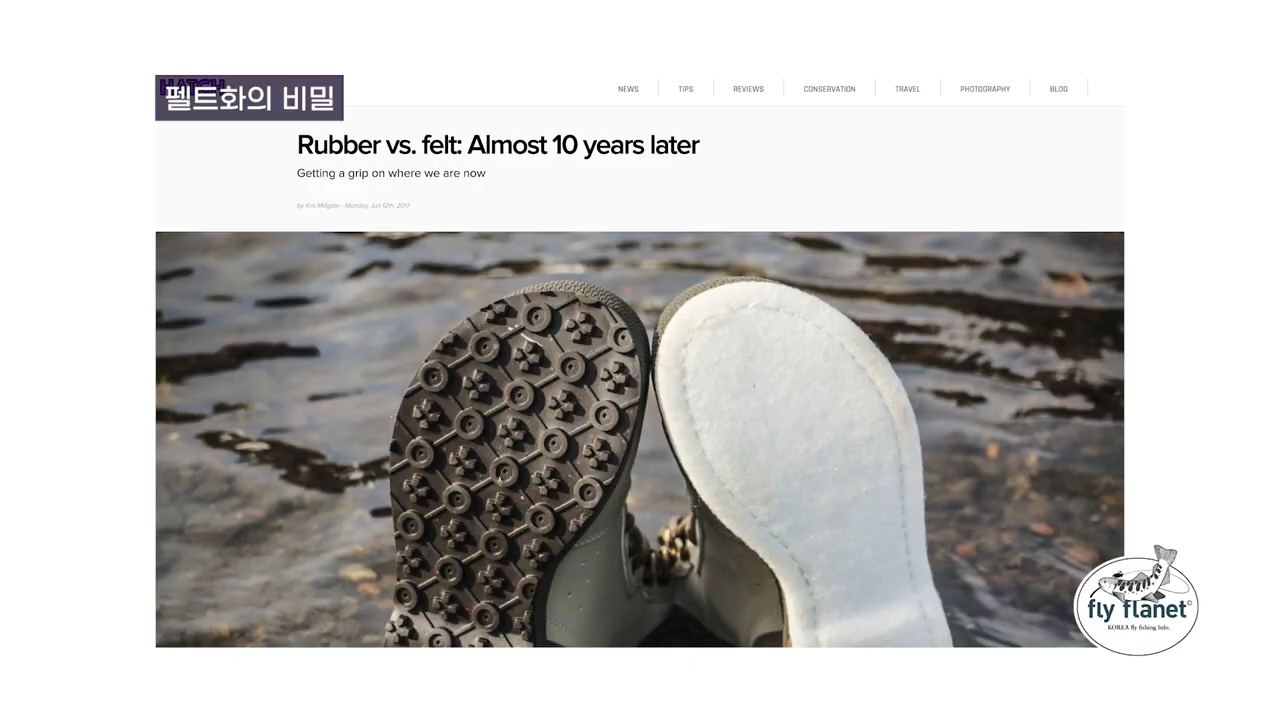 HATCH
펠트화의 비밀
NEWS
TIPS
REVIEWS
CONSERVATION
TRAVEL
PHOTOGRAPHY
BLOG
Rubber vs. felt: Almost 10 years later
Getting a grip on where we are now
by Kris Millgate - Monday, Jun 12th, 2017
fly flanet©
KOREA fly fishing Info.